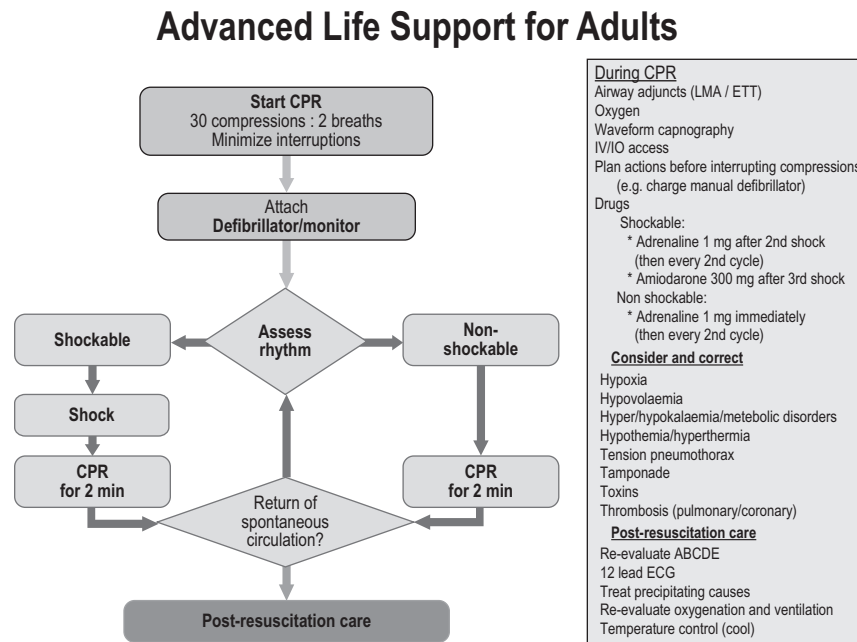 Advanced Life Support for Adults
Start CPR
30 compressions : 2 breaths
Minimize interruptions
Attach
Defibrillator/monitor
Assess
rhythm
Shockable
Non-
shockable
Shock
CPR
for 2 min
CPR
for 2 min
Return of
spontaneous
circulation?
Post-resuscitation care
During CPR
Airway adjuncts (LMA / ETT)
Oxygen
Waveform capnography
IV/IO access
Plan actions before interrupting compressions
(e.g. charge manual defibrillator)
Drugs
Shockable:
* Adrenaline 1 mg after 2nd shock
(then every 2nd cycle)
* Amiodarone 300 mg after 3rd shock
Non shockable:
* Adrenaline 1 mg immediately
(then every 2nd cycle)
Consider and correct
Hypoxia
Hypovolaemia
Hyper/hypokalaemia/metebolic disorders
Hypothemia/hyperthermia
Tension pneumothorax
Tamponade
Toxins
Thrombosis (pulmonary/coronary)
Post-resuscitation care
Re-evaluate ABCDE
12 lead ECG
Treat precipitating causes
Re-evaluate oxygenation and ventilation
Temperature control (cool)